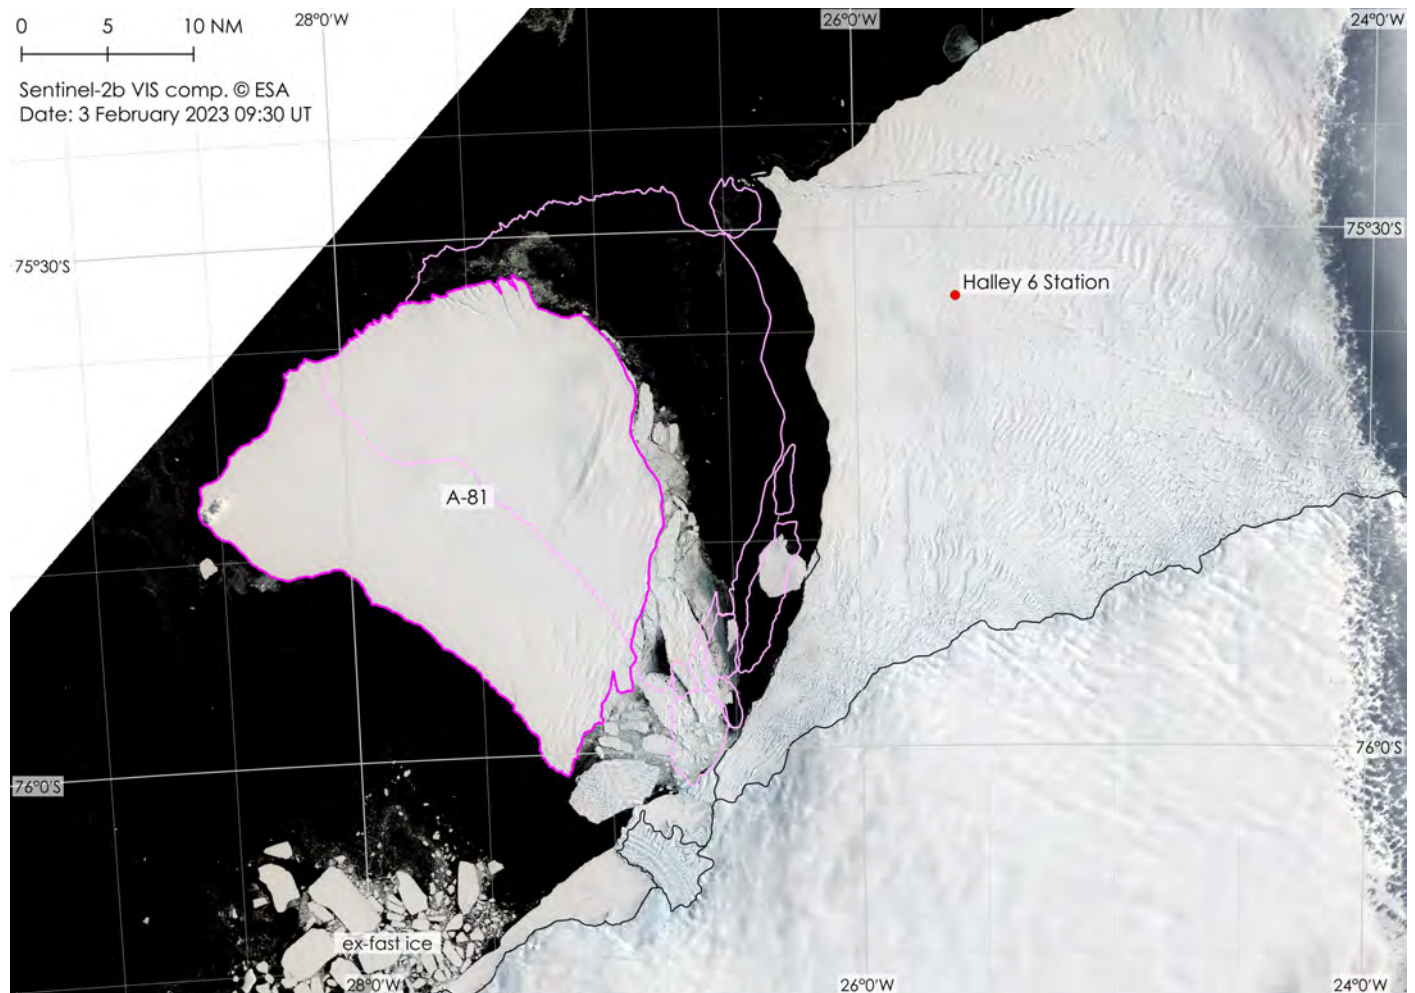 0 5 10 NM
28°0'W
26°0'W
24°0'W
Sentinel-2b VIS comp. © ESA
Date: 3 February 2023 09:30 UT
75°30'S
75°30'S
Halley 6 Station
A-81
76°0'S
76°0'S
ex-fast ice
28°0'W
26°0'W
24°0'W